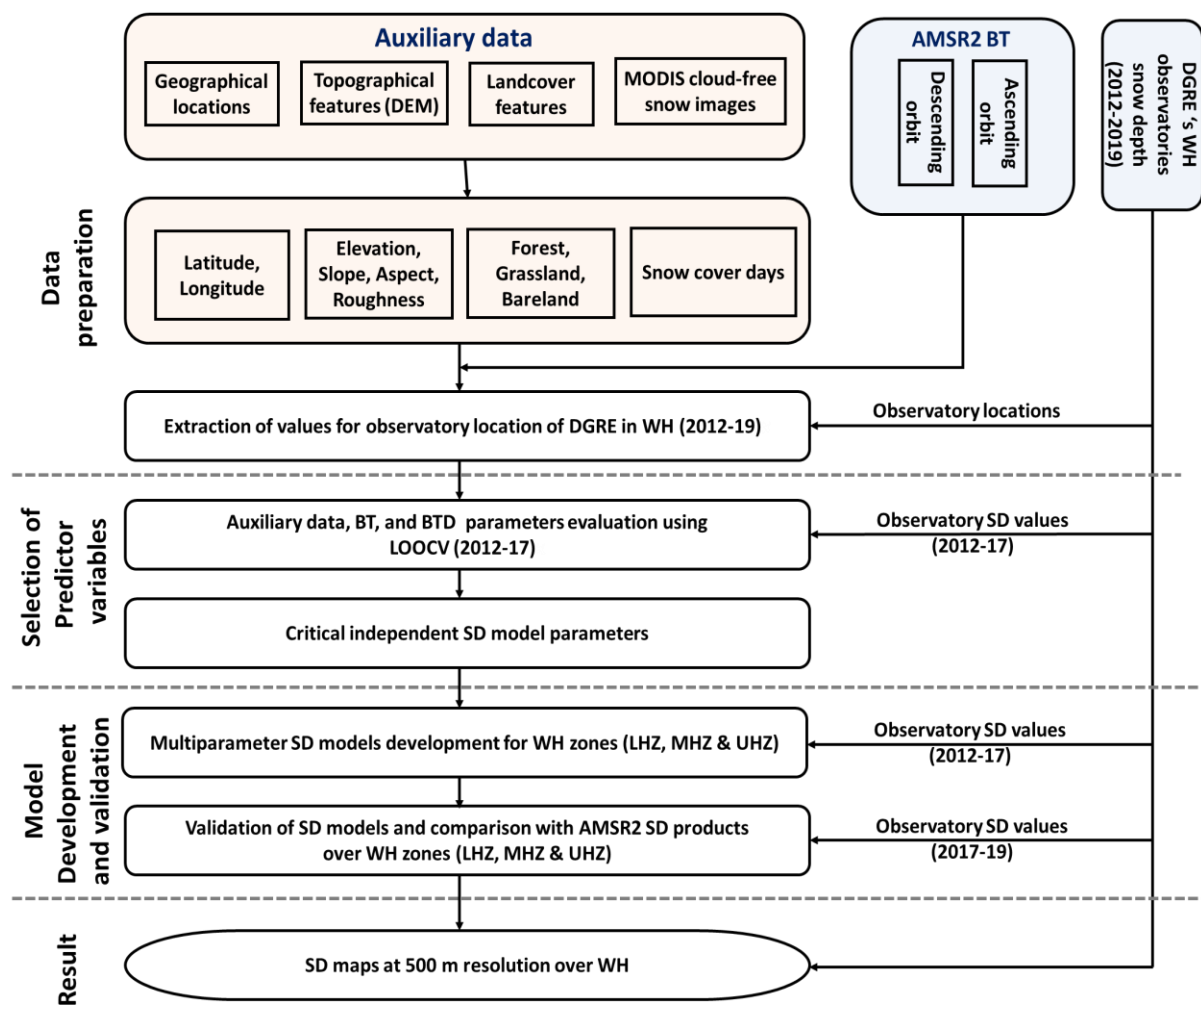 Auxiliary data
Geographical
locations
Topographical
features (DEM)
Landcover
features
MODIS cloud-free
snow images
AMSR2 BT
Descending
orbit
Ascending
orbit
DGRE 's WH
observatories
snow depth
(2012-2019)
Data
preparation
Latitude,
Longitude
Elevation,
Slope, Aspect,
Roughness
Forest,
Grassland,
Bareland
Snow cover days
Extraction of values for observatory location of DGRE in WH (2012-19)
Observatory locations
Selection of
Predictor
variables
Auxiliary data, BT, and BTD parameters evaluation using
LOOCV (2012-17)
Observatory SD values
(2012-17)
Critical independent SD model parameters
Model
Development
and validation
Multiparameter SD models development for WH zones (LHZ, MHZ & UHZ)
Observatory SD values
(2012-17)
Validation of SD models and comparison with AMSR2 SD products
over WH zones (LHZ, MHZ & UHZ)
Observatory SD values
(2017-19)
Result
SD maps at 500 m resolution over WH